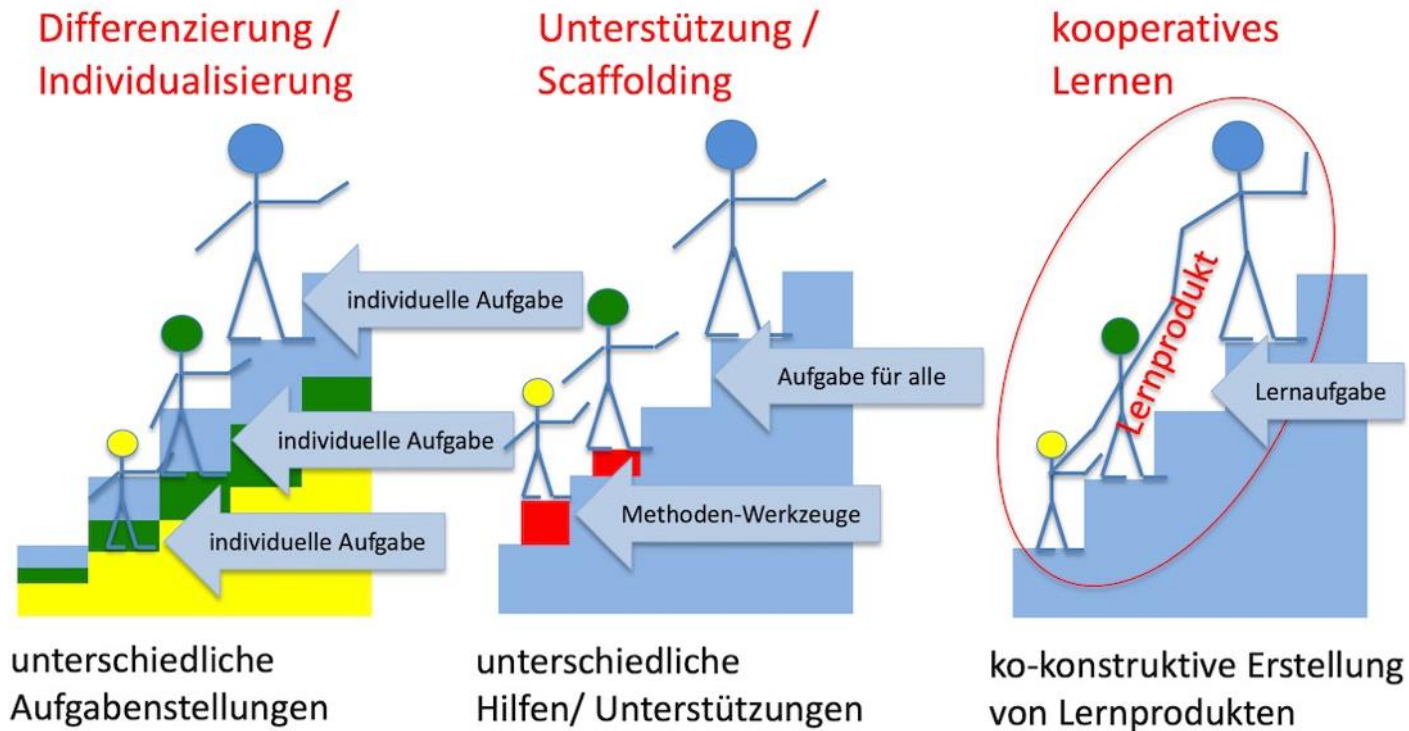 Differenzierung /
Individualisierung
individuelle Aufgabe
individuelle Aufgabe
individuelle Aufgabe
unterschiedliche
Aufgabenstellungen
Unterstützung /
Scaffolding
Aufgabe für alle
Methoden-Werkzeuge
unterschiedliche
Hilfen/ Unterstützungen
kooperatives
Lernen
Lernprodukt
Lernaufgabe
ko-konstruktive Erstellung
von Lernprodukten